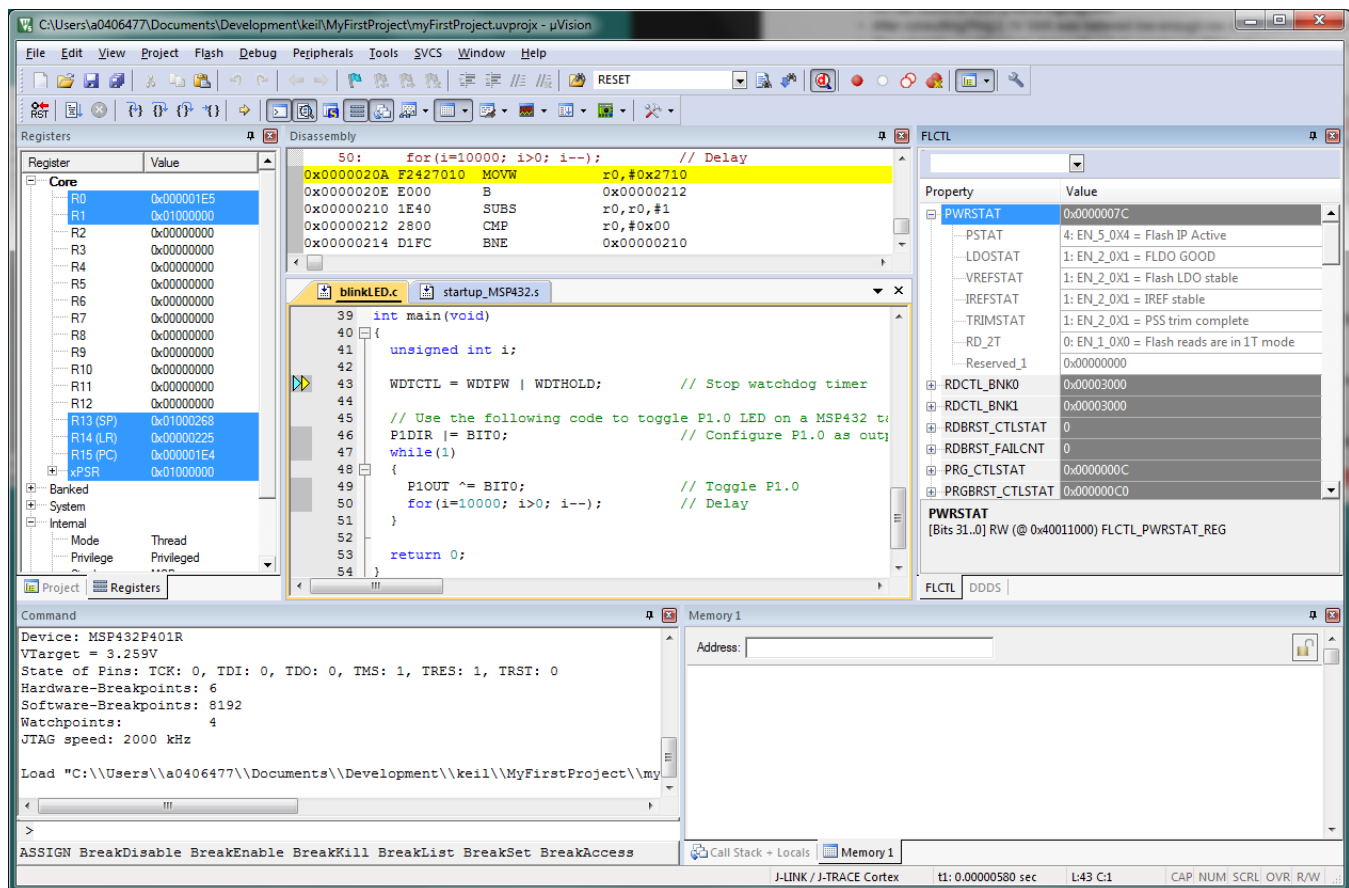 C:\Users\a0406477\Documents\Development\keil\MyFirstProject\myFirstProject.uvprojx - µVision
File Edit View Project Flash Debug Peripherals Tools SVCS Window Help
RESET
RST
Registers
Register Value
Core
R0 0x000001E5
R1 0x01000000
R2 0x00000000
R3 0x00000000
R4 0x00000000
R5 0x00000000
R6 0x00000000
R7 0x00000000
R8 0x00000000
R9 0x00000000
R10 0x00000000
R11 0x00000000
R12 0x00000000
R13 (SP) 0x01000268
R14 (LR) 0x00000225
R15 (PC) 0x000001E4
xPSR 0x01000000
Banked
System
Internal
Mode Thread
Privilege Privileged
Project Registers
Disassembly
50: for(i=10000; i>0; i--); // Delay
0x0000020A F2427010 MOVW r0,#0x2710
0x0000020E E000 B 0x00000212
0x00000210 1E40 SUBS r0,r0,#1
0x00000212 2800 CMP r0,#0x00
0x00000214 D1FC BNE 0x00000210
blinkLED.c startup_MSP432.s
39 int main(void)
40 {
41 unsigned int i;
42
43 WDTCTL = WDTPW | WDTHOLD; // Stop watchdog timer
44
45 // Use the following code to toggle P1.0 LED on a MSP432 ta
46 P1DIR |= BIT0; // Configure P1.0 as outp
47 while(1)
48 {
49 P1OUT ^= BIT0; // Toggle P1.0
50 for(i=10000; i>0; i--); // Delay
51 }
52
53 return 0;
54 }
FLCTL
Property Value
PWRSTAT 0x0000007C
PSTAT 4: EN_5_0X4 = Flash IP Active
LDOSTAT 1: EN_2_0X1 = FLDO GOOD
VREFSTAT 1: EN_2_0X1 = Flash LDO stable
IREFSTAT 1: EN_2_0X1 = IREF stable
TRIMSTAT 1: EN_2_0X1 = PSS trim complete
RD_2T 0: EN_1_0X0 = Flash reads are in 1T mode
Reserved_1 0x00000000
RDCTL_BNK0 0x00003000
RDCTL_BNK1 0x00003000
RDBRST_CTLSTAT 0
RDBRST_FAILCNT 0
PRG_CTLSTAT 0x0000000C
PRGBRST_CTLSTAT 0x000000C0
PWRSTAT
[Bits 31..0] RW (@ 0x40011000) FLCTL_PWRSTAT_REG
FLCTL DDDS
Command
Device: MSP432P401R
VTarget = 3.259V
State of Pins: TCK: 0, TDI: 0, TDO: 0, TMS: 1, TRES: 1, TRST: 0
Hardware-Breakpoints: 6
Software-Breakpoints: 8192
Watchpoints: 4
JTAG speed: 2000 kHz
Load "C:\\Users\\a0406477\\Documents\\Development\\keil\\MyFirstProject\\my
>
ASSIGN BreakDisable BreakEnable BreakKill BreakList BreakSet BreakAccess
Memory 1
Address:
Call Stack + Locals Memory 1
J-LINK / J-TRACE Cortex t1: 0.00000580 sec L:43 C:1 CAP NUM SCRL OVR R/W